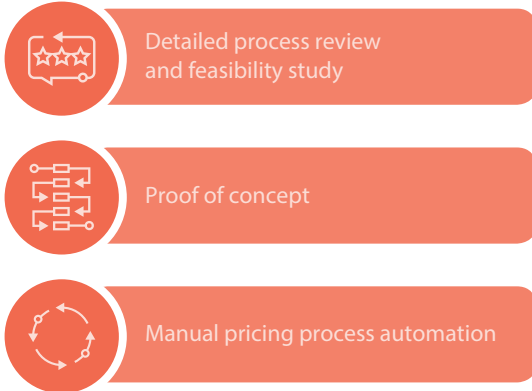 Detailed process review
and feasibility study
Proof of concept
Manual pricing process automation